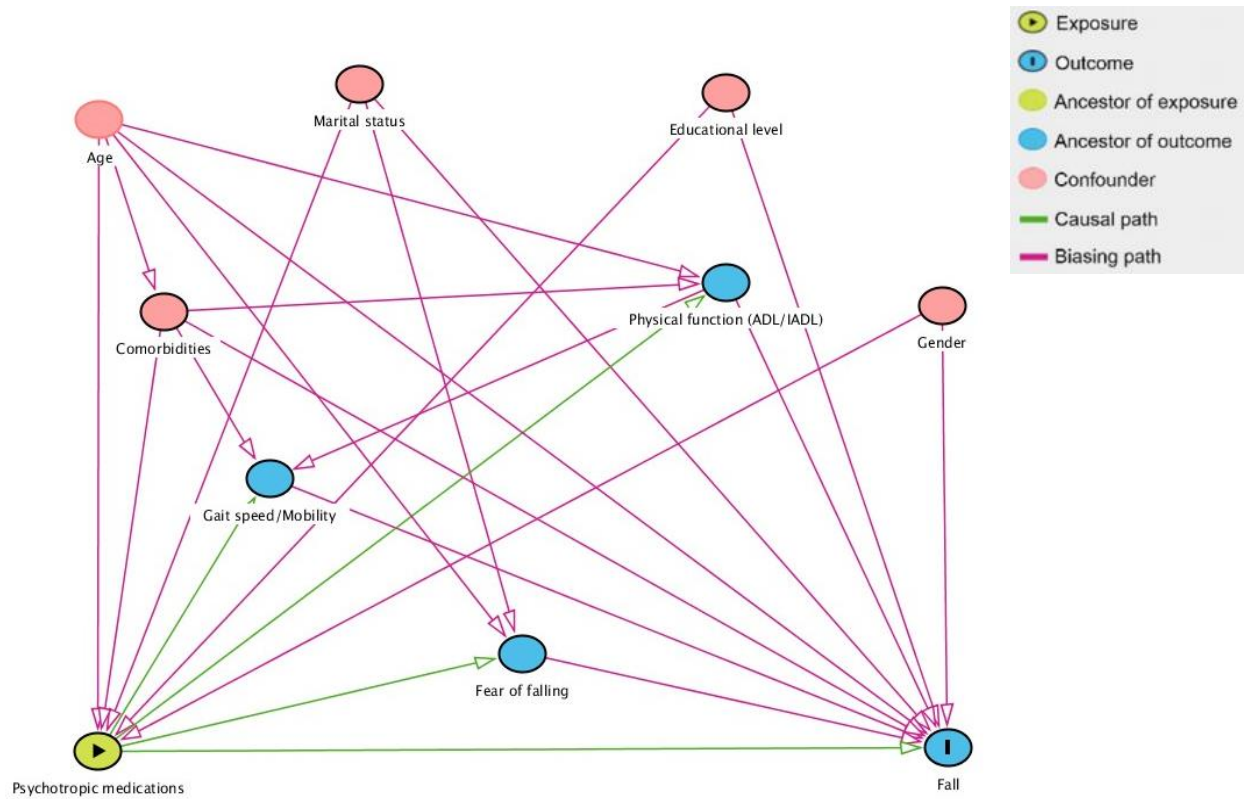 Exposure
Outcome
Ancestor of exposure
Ancestor of outcome
Confounder
Causal path
Biasing path
Marital status
Educational level
Age
Physical function (ADL/IADL)
Gender
Comorbidities
Gait speed/Mobility
Fear of falling
Psychotropic medications
Fall